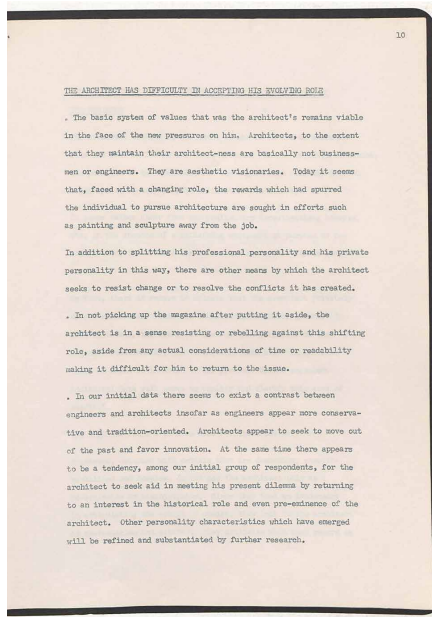 10
THE ARCHITECT HAS DIFFICULTY IN ACCEPTING HIS EVOLVING ROLE
. The basic system of values that was the architect's remains viable
in the face of the new pressures on him. Architects, to the extent
that they maintain their architect-ness are basically not business-
men or engineers. They are aesthetic visionaries. Today it seems
that, faced with a changing role, the rewards which had spurred
the individual to pursue architecture are sought in efforts such
as painting and sculpture away from the job.
In addition to splitting his professional personality and his private
personality in this way, there are other means by which the architect
seeks to resist change or to resolve the conflicts it has created.
. In not picking up the magazine after putting it aside, the
architect is in a sense resisting or rebelling against this shifting
role, aside from any actual considerations of time or readability
making it difficult for him to return to the issue.
. In our initial data there seems to exist a contrast between
engineers and architects insofar as engineers appear more conserva-
tive and tradition-oriented. Architects appear to seek to move out
of the past and favor innovation. At the same time there appears
to be a tendency, among our initial group of respondents, for the
architect to seek aid in meeting his present dilemma by returning
to an interest in the historical role and even pre-eminence of the
architect. Other personality characteristics which have emerged
will be refined and substantiated by further research.